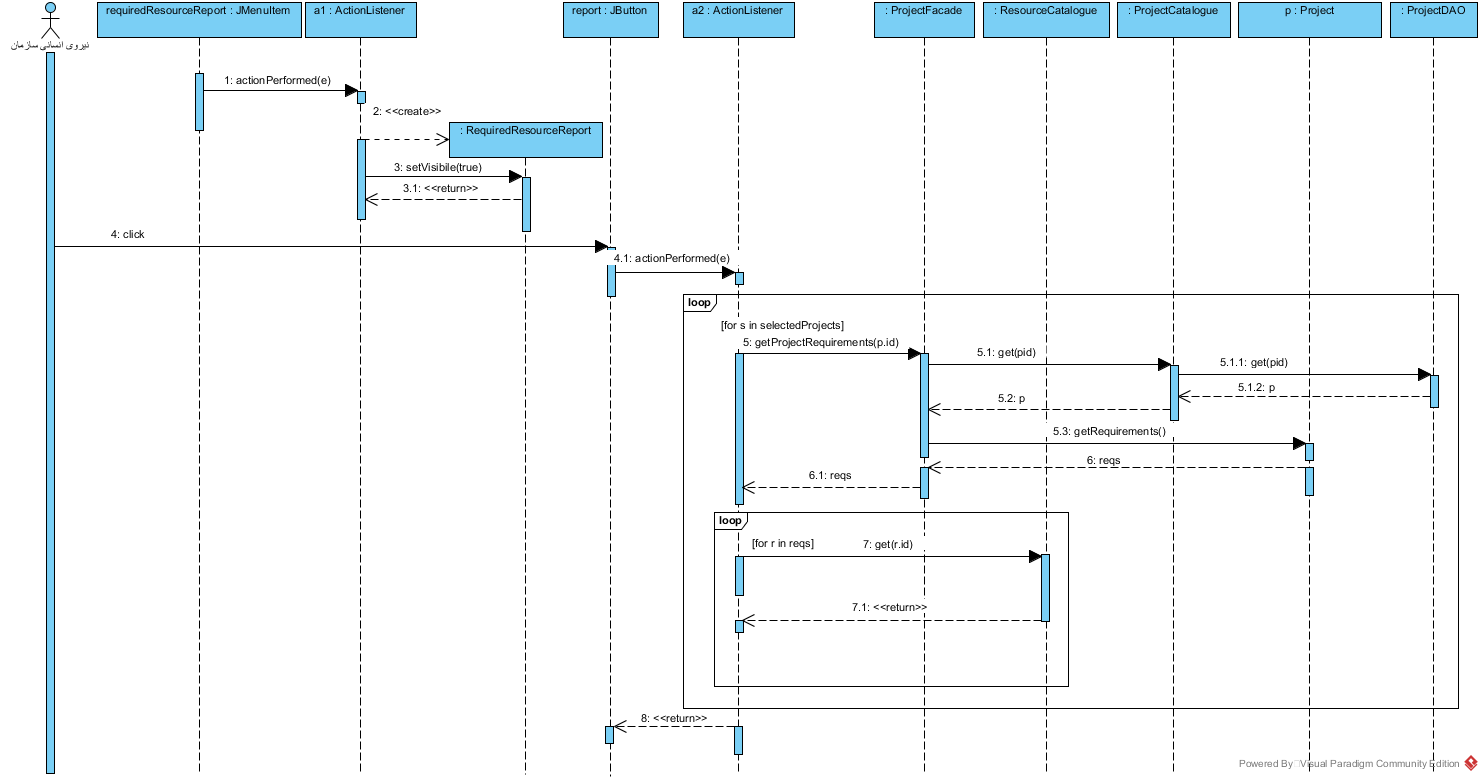 requiredResourceReport : JMenuItem
a1 : ActionListener
report : JButton
a2 : ActionListener
: ProjectFacade
: ResourceCatalogue
: ProjectCatalogue
p : Project
: ProjectDAO
نیروی انسانی سازمان
1: actionPerformed(e)
2: <<create>>
: RequiredResourceReport
3: setVisibile(true)
3.1: <<return>>
4: click
4.1: actionPerformed(e)
loop
[for s in selectedProjects]
5: getProjectRequirements(p.id)
5.1: get(pid)
5.1.1: get(pid)
5.1.2: p
5.2: p
5.3: getRequirements()
6: reqs
6.1: reqs
loop
[for r in reqs]
7: get(r.id)
7.1: <<return>>
8: <<return>>
Powered By Visual Paradigm Community Edition